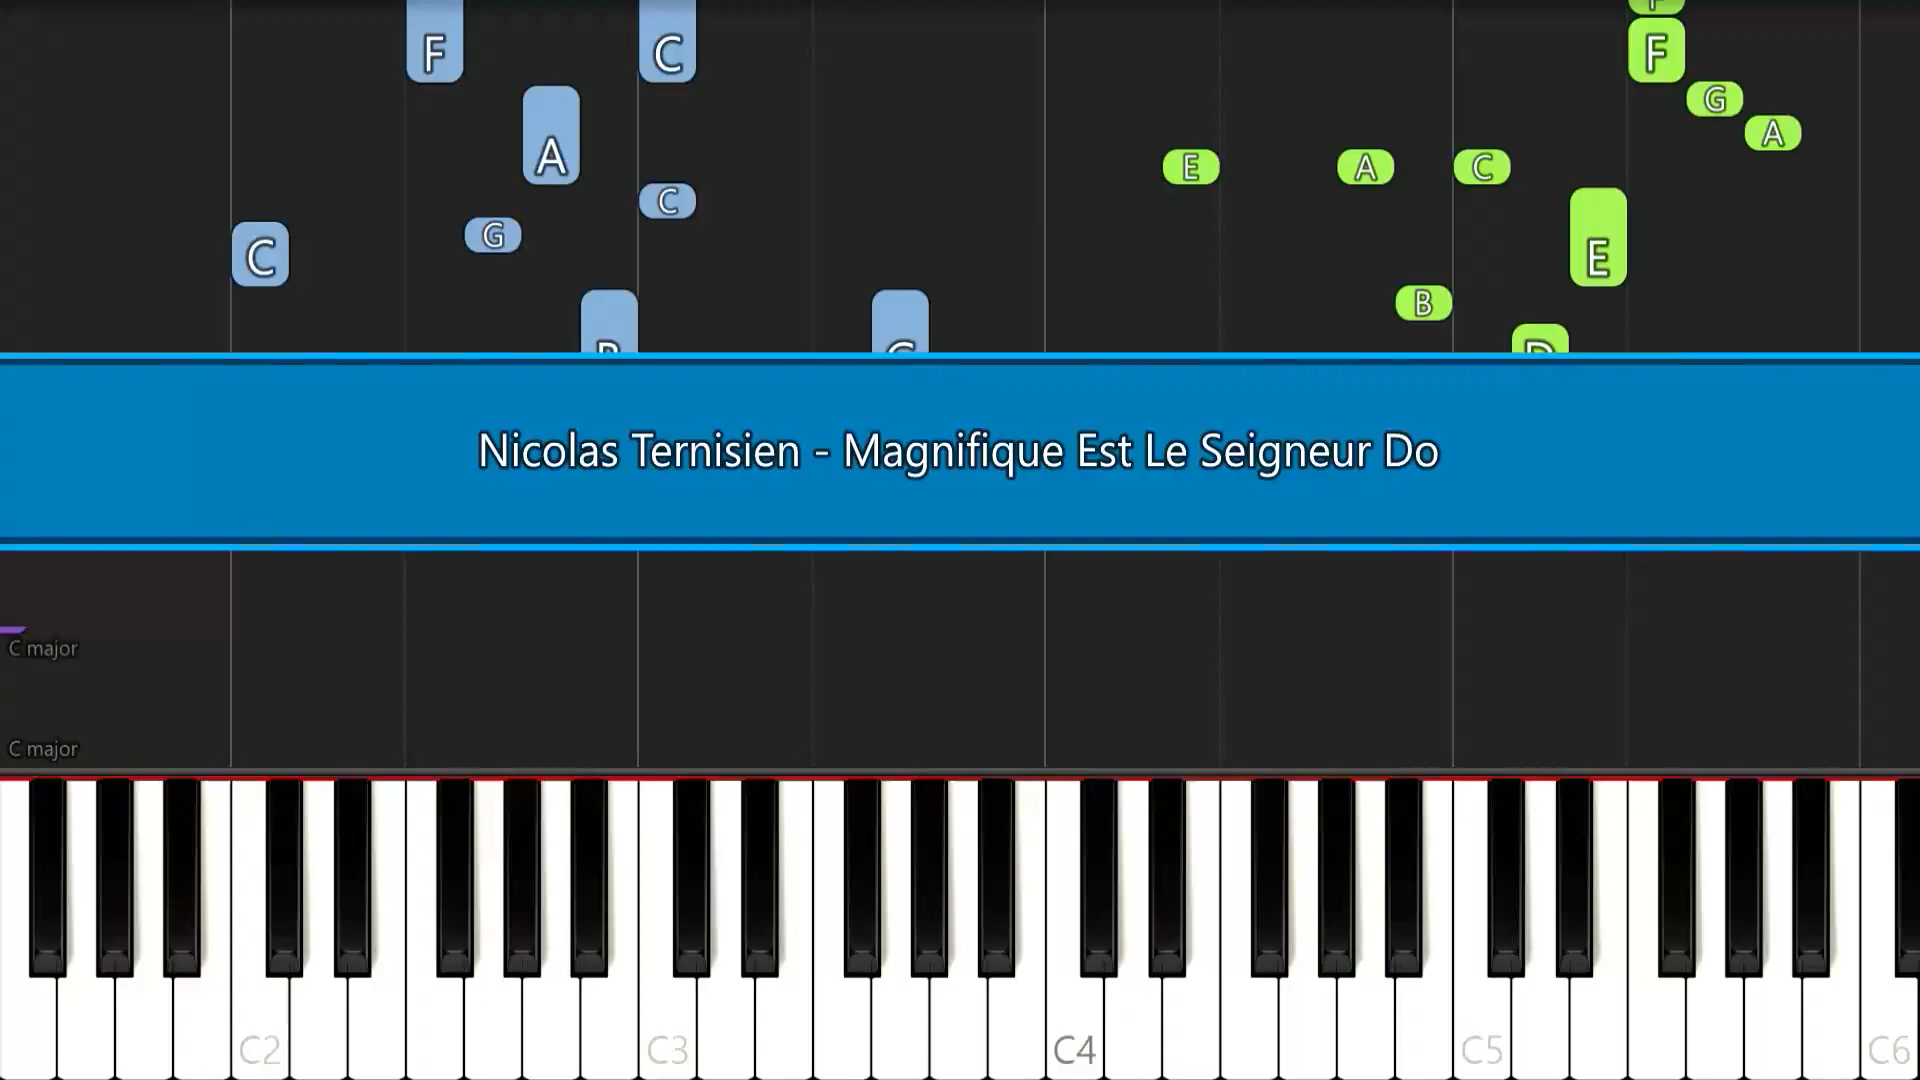 F C F
A G
A
E A C
C
G
C E
B
B G D
Nicolas Ternisien - Magnifique Est Le Seigneur Do
C major
C major
C2 C3 C4 C5 C6